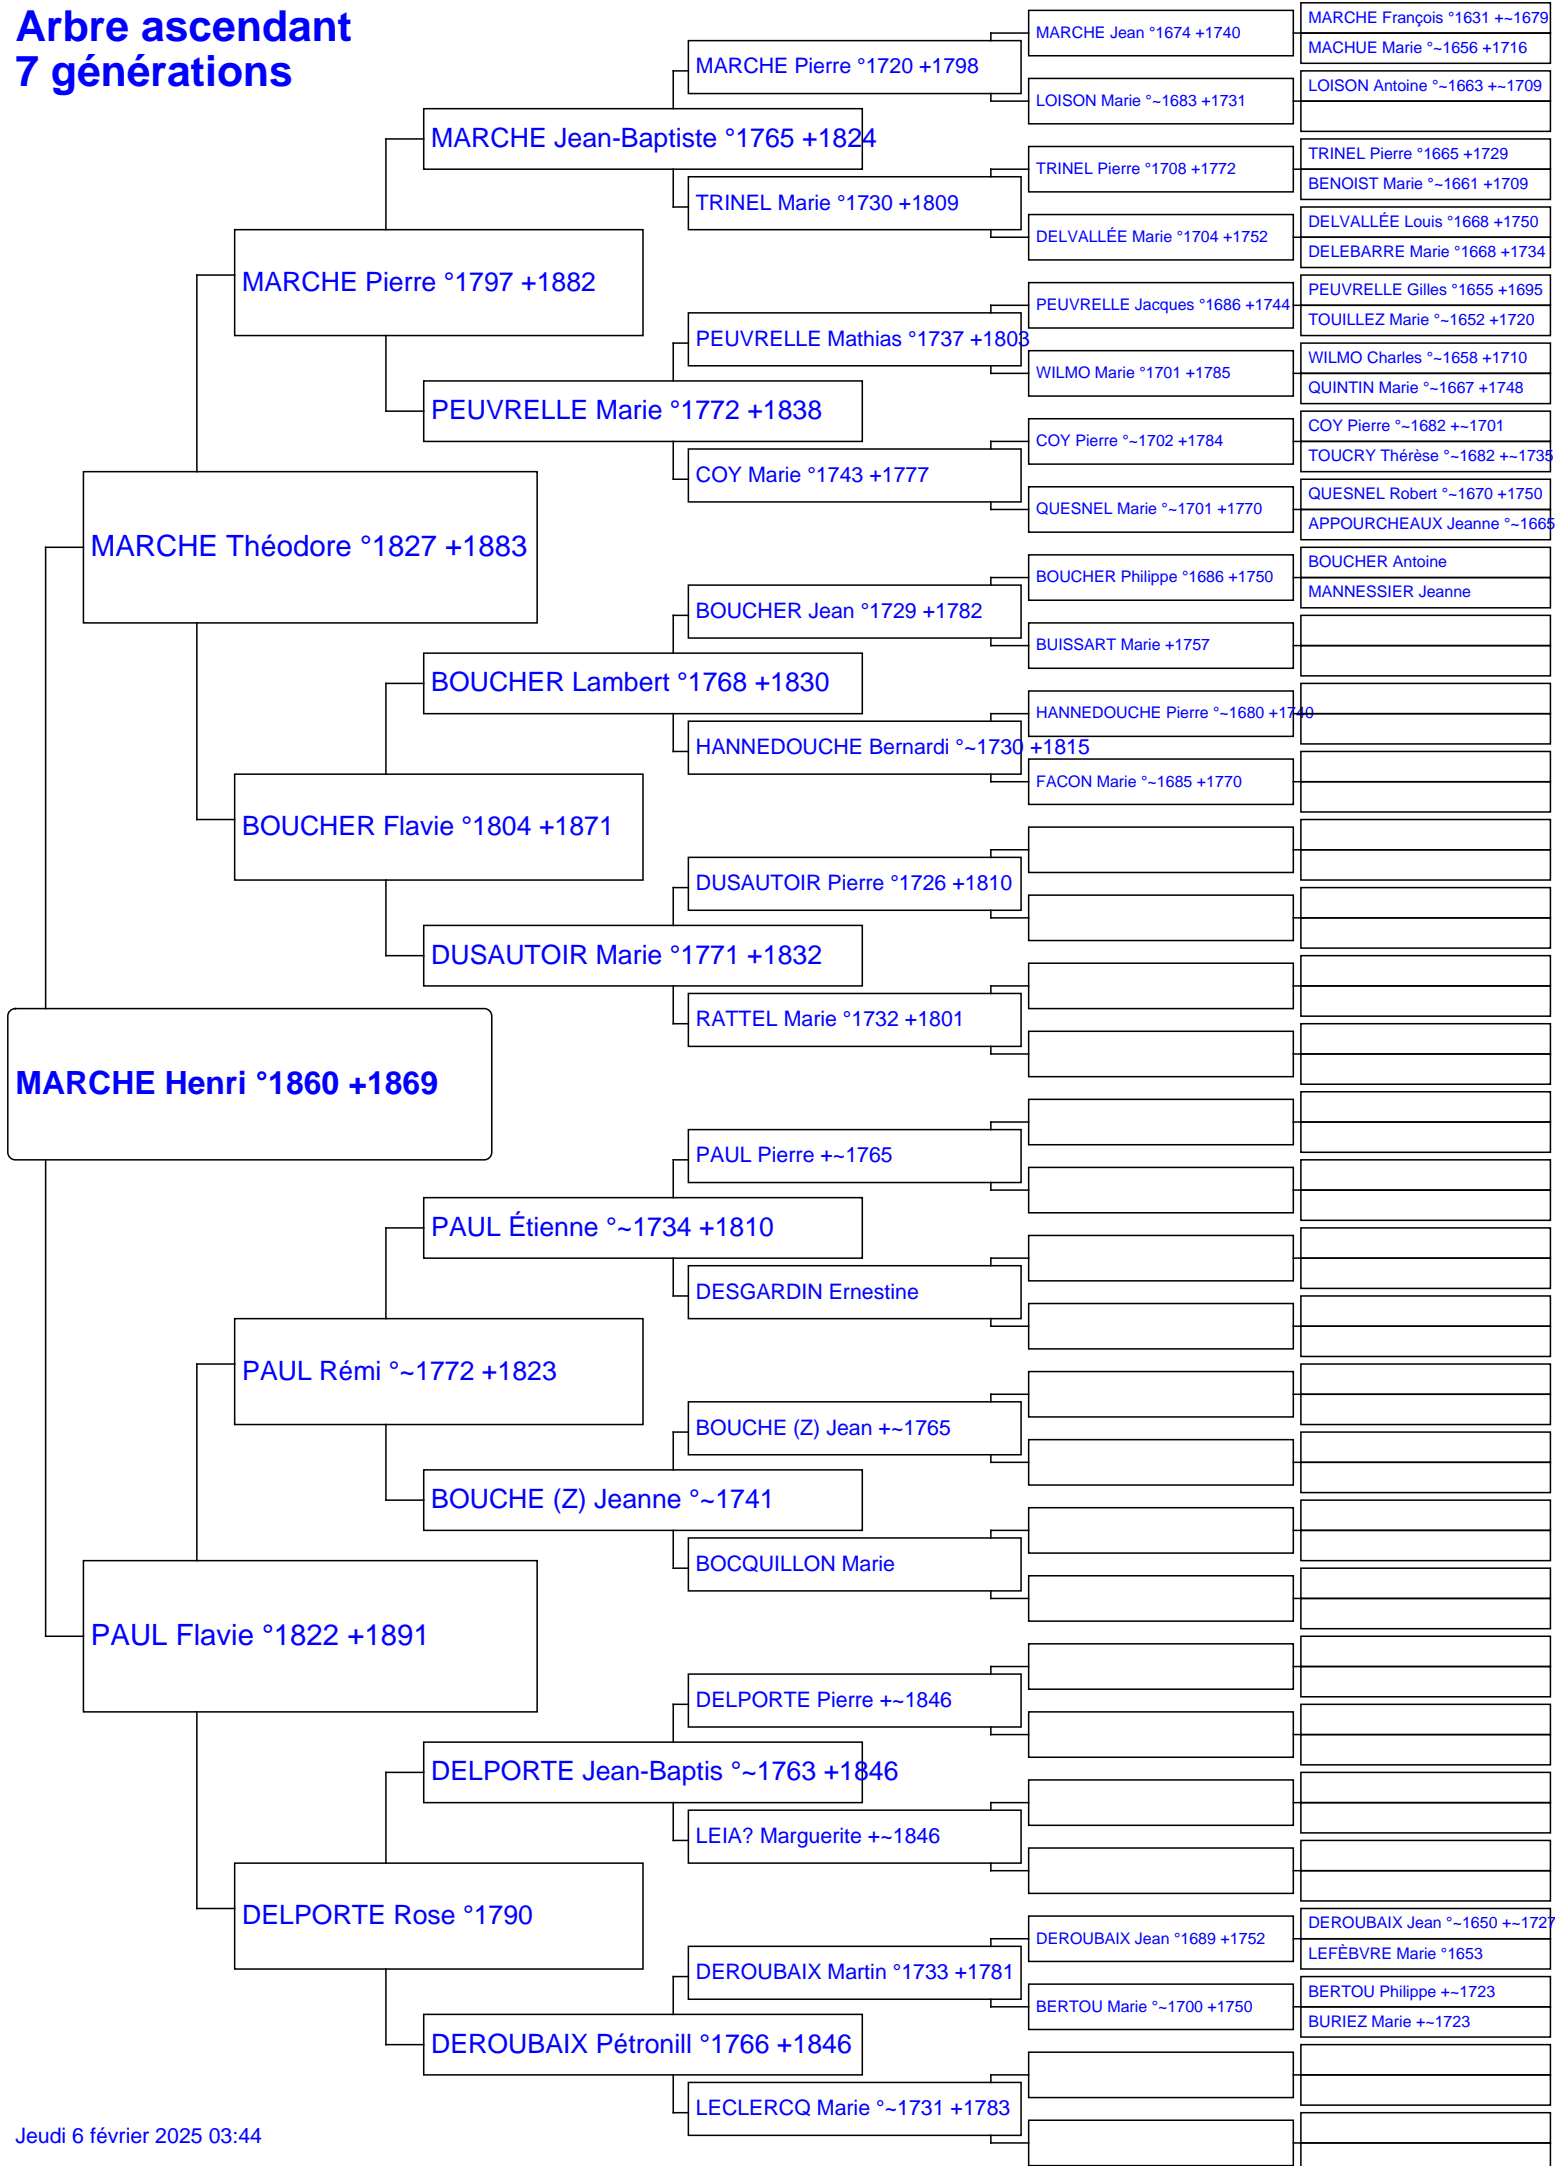 Arbre ascendant
7 générations
MARCHE Henri °1860 +1869
MARCHE Théodore °1827 +1883
PAUL Flavie °1822 +1891
MARCHE Pierre °1797 +1882
BOUCHER Flavie °1804 +1871
PAUL Rémi °~1772 +1823
DELPORTE Rose °1790
MARCHE Jean-Baptiste °1765 +1824
PEUVRELLE Marie °1772 +1838
BOUCHER Lambert °1768 +1830
DUSAUTOIR Marie °1771 +1832
PAUL Étienne °~1734 +1810
BOUCHE (Z) Jeanne °~1741
DELPORTE Jean-Baptis °~1763 +1846
DEROUBAIX Pétronill °1766 +1846
MARCHE Pierre °1720 +1798
TRINEL Marie °1730 +1809
PEUVRELLE Mathias °1737 +1803
COY Marie °1743 +1777
BOUCHER Jean °1729 +1782
HANNEDOUCHE Bernardi °~1730 +1815
DUSAUTOIR Pierre °1726 +1810
RATTEL Marie °1732 +1801
PAUL Pierre +~1765
DESGARDIN Ernestine
BOUCHE (Z) Jean +~1765
BOCQUILLON Marie
DELPORTE Pierre +~1846
LEIA? Marguerite +~1846
DEROUBAIX Martin °1733 +1781
LECLERCQ Marie °~1731 +1783
MARCHE Jean °1674 +1740
LOISON Marie °~1683 +1731
TRINEL Pierre °1708 +1772
DELVALLÉE Marie °1704 +1752
PEUVRELLE Jacques °1686 +1744
WILMO Marie °1701 +1785
COY Pierre °~1702 +1784
QUESNEL Marie °~1701 +1770
BOUCHER Philippe °1686 +1750
BUISSART Marie +1757
HANNEDOUCHE Pierre °~1680 +1740
FACON Marie °~1685 +1770
DEROUBAIX Jean °1689 +1752
BERTOU Marie °~1700 +1750
MARCHE François °1631 +~1679
MACHUE Marie °~1656 +1716
LOISON Antoine °~1663 +~1709
TRINEL Pierre °1665 +1729
BENOIST Marie °~1661 +1709
DELVALLÉE Louis °1668 +1750
DELEBARRE Marie °1668 +1734
PEUVRELLE Gilles °1655 +1695
TOUILLEZ Marie °~1652 +1720
WILMO Charles °~1658 +1710
QUINTIN Marie °~1667 +1748
COY Pierre °~1682 +~1701
TOUCRY Thérèse °~1682 +~1735
QUESNEL Robert °~1670 +1750
APPOURCHEAUX Jeanne °~1665
BOUCHER Antoine
MANNESSIER Jeanne
DEROUBAIX Jean °~1650 +~1727
LEFÈBVRE Marie °1653
BERTOU Philippe +~1723
BURIEZ Marie +~1723
Jeudi 6 février 2025 03:44